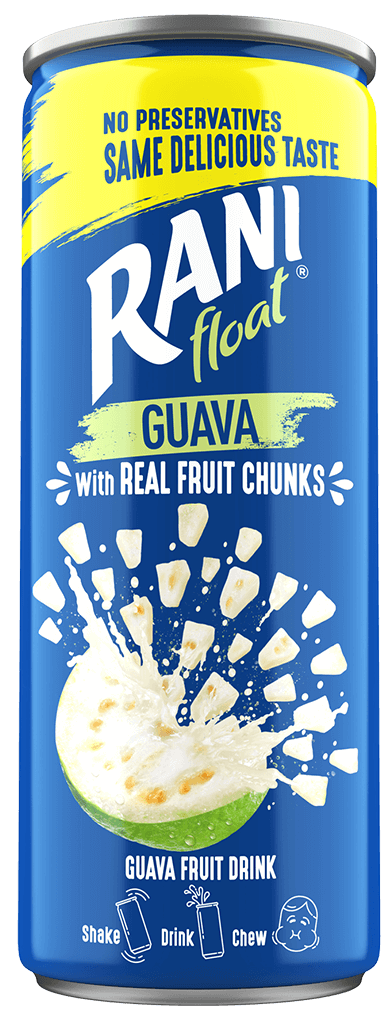 NO PRESERVATIVES
SAME DELICIOUS TASTE
RANI
float®
GUAVA
With REAL FRUIT CHUNKS
GUAVA FRUIT DRINK
Shake Drink Chew